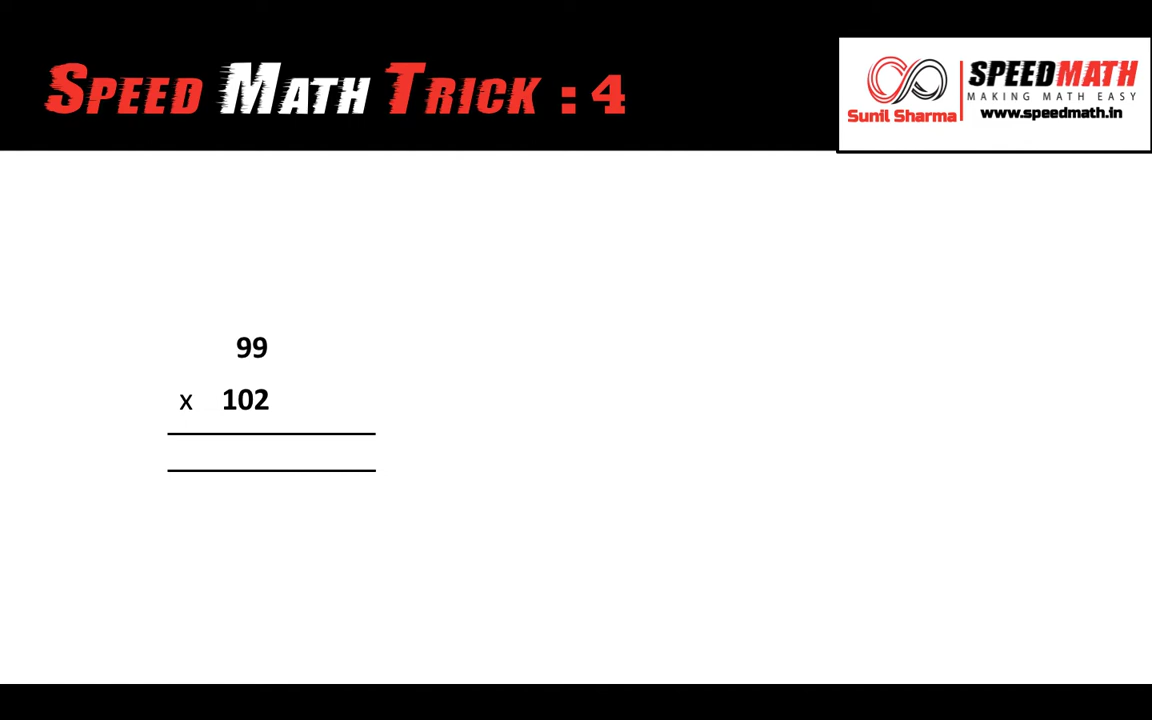 SPEED MATH TRICK : 4
SPEEDMATH
MAKING MATH EASY
Sunil Sharma
www.speedmath.in
99
x 102